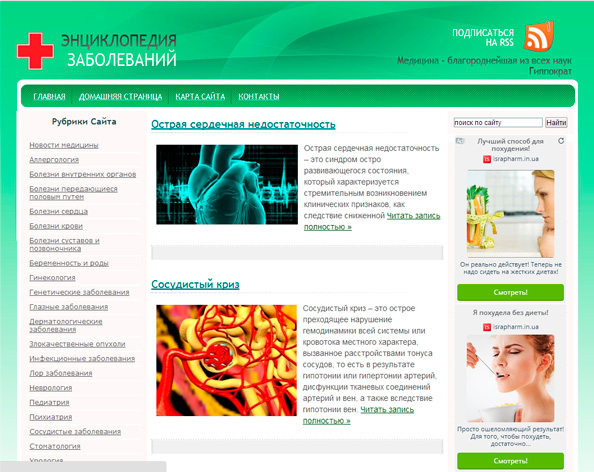 ЭНЦИКЛОПЕДИЯ
ЗАБОЛЕВАНИЙ
ПОДПИСАТЬСЯ
НА RSS
Медицина - благороднейшая из всех наук
Гиппократ
ГЛАВНАЯ
ДОМАШНЯЯ СТРАНИЦА
КАРТА САЙТА
КОНТАКТЫ
Рубрики Сайта
Новости медицины
Аллергология
Болезни внутренних органов
Болезни передающиеся
половым путем
Болезни сердца
Болезни крови
Болезни суставов и
позвоночника
Беременность и роды
Гинекология
Генетические заболевания
Глазные заболевания
Дерматологические
заболевания
Злокачественные опухоли
Инфекционные заболевания
Лор заболевания
Неврология
Педиатрия
Психиатрия
Сосудистые заболевания
Стоматология
Урология
Острая сердечная недостаточность
Острая сердечная недостаточность
– это синдром остро
развивающегося состояния,
который характеризуется
стремительным возникновением
клинических признаков, как
следствие сниженной Читать запись
полностью »
Сосудистый криз
Сосудистый криз – это острое
преходящее нарушение
гемодинамики всей системы или
кровотока местного характера,
вызванное расстройствами тонуса
сосудов, то есть в результате
гипотонии или гипертонии артерий,
дисфункции тканевых соединений
артерий и вен, а также вследствие
гипотонии вен. Читать запись
полностью »
поиск по сайту
Найти
Лучший способ для
похудения!
israpharm.in.ua
Он реально действует! Теперь не
надо сидеть на жестких диетах!
Смотреть!
Я похудела без диеты!
israpharm.in.ua
Просто ошеломляющий результат!
Для того, чтобы похудеть,
достаточно...
Смотреть!